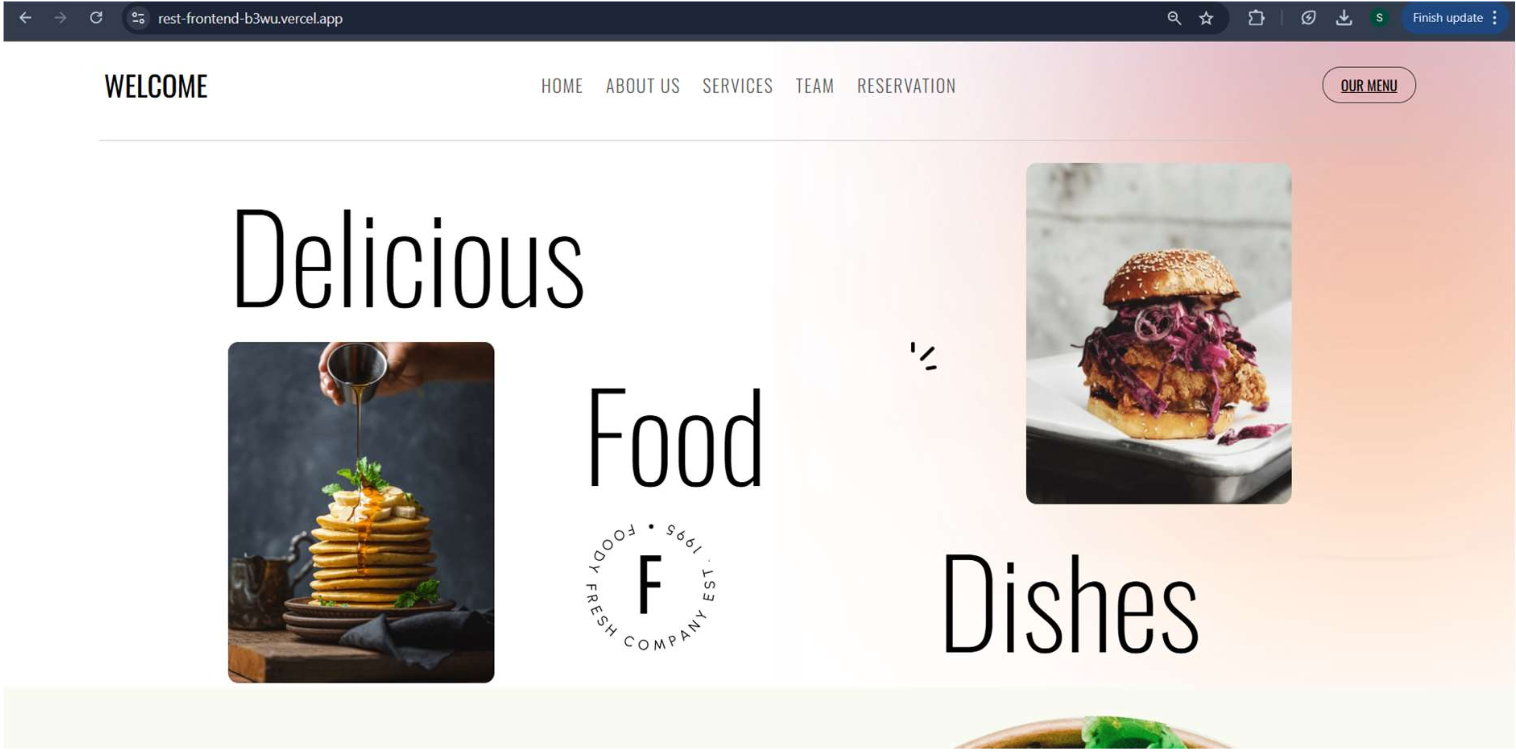 rest-frontend-b3wu.vercel.app
S
Finish update
WELCOME
HOME ABOUT US SERVICES TEAM RESERVATION
OUR MENU
Delicious
Food
FOODY FRESH COMPANY EST. 1995 •
F
Dishes